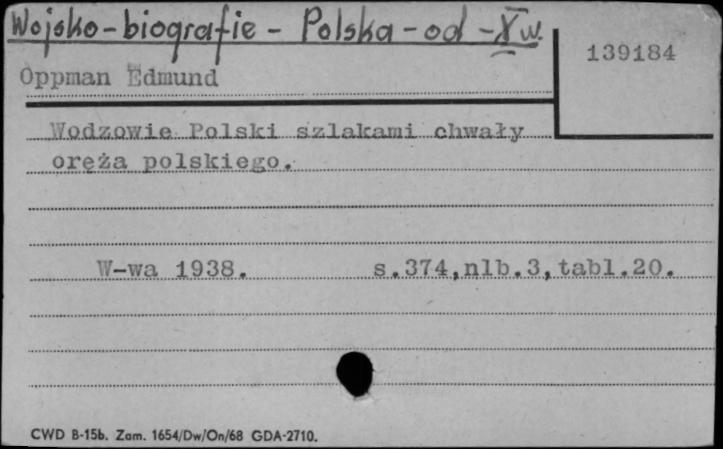 Wojsko - biografie - Polska - od - X w.
139184
Oppman Edmund
Wodzowie Polski szlakami chwały
oręża polskiego.
W-wa 1938. s.374,nlb.3,tabl.20.
CWD B-15b. Zam. 1654/Dw/On/68 GDA-2710.